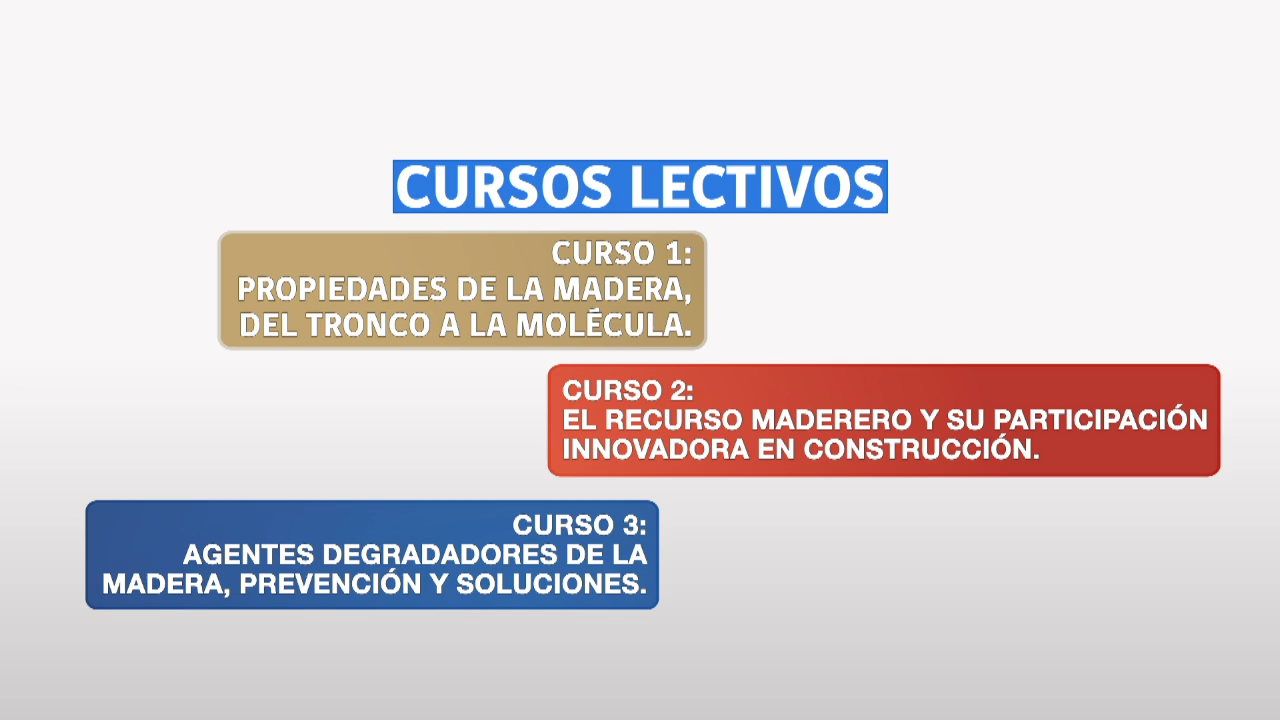 CURSOS LECTIVOS
CURSO 1:
PROPIEDADES DE LA MADERA,
DEL TRONCO A LA MOLÉCULA.
CURSO 2:
EL RECURSO MADERERO Y SU PARTICIPACIÓN
INNOVADORA EN CONSTRUCCIÓN.
CURSO 3:
AGENTES DEGRADADORES DE LA
MADERA, PREVENCIÓN Y SOLUCIONES.